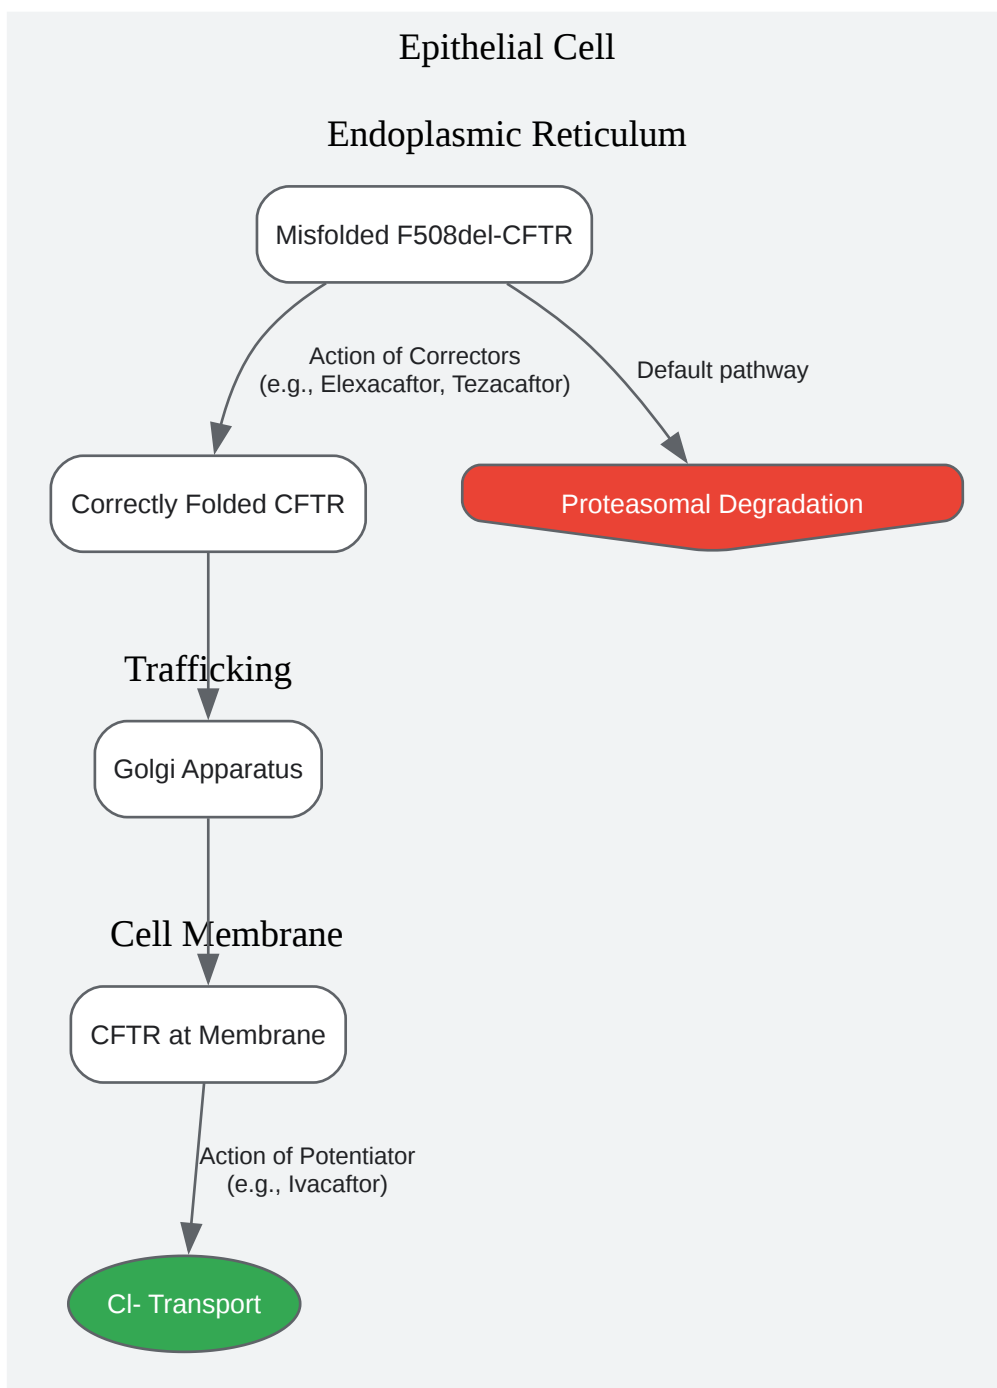 Epithelial Cell
Endoplasmic Reticulum
Misfolded F508del-CFTR
Action of Correctors
(e.g., Elexacaftor, Tezacaftor)
Default pathway
Correctly Folded CFTR
Proteasomal Degradation
Trafficking
Golgi Apparatus
Cell Membrane
CFTR at Membrane
Action of Potentiator
(e.g., Ivacaftor)
Cl- Transport